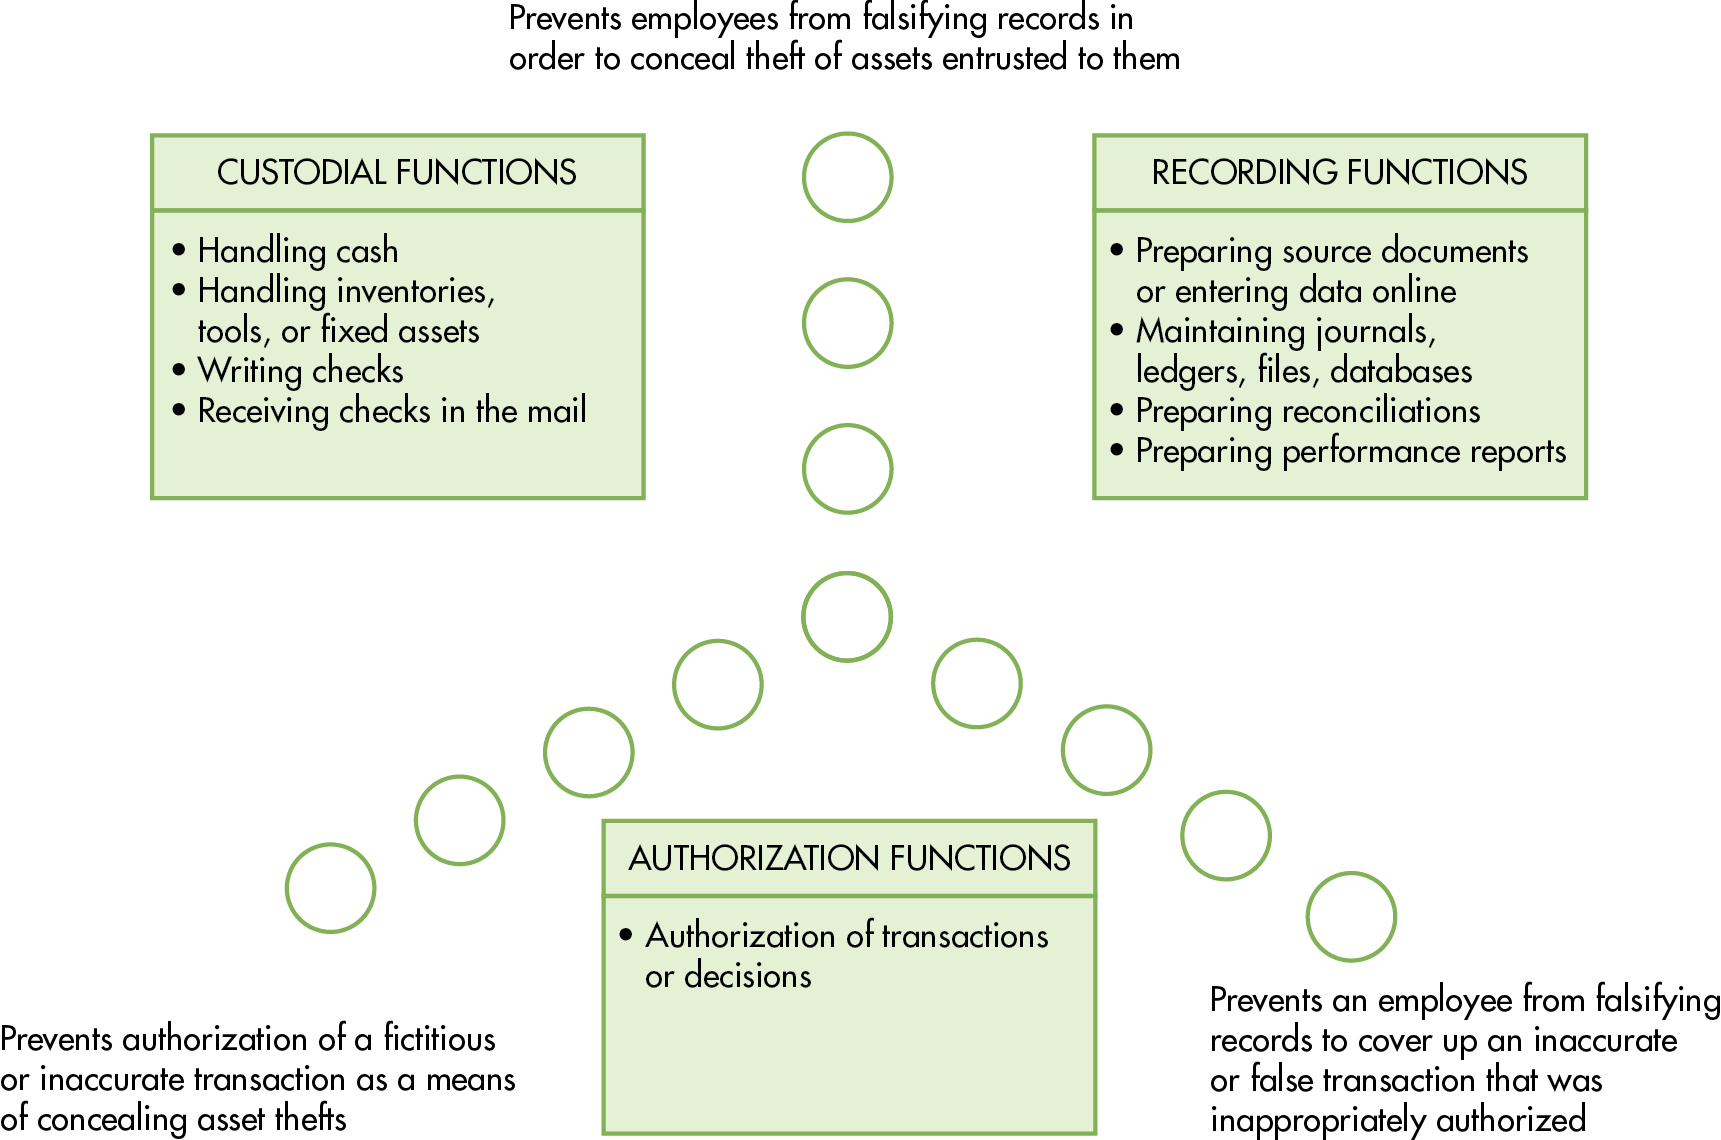 Prevents employees from falsifying records in
order to conceal theft of assets entrusted to them
CUSTODIAL FUNCTIONS
• Handling cash
• Handling inventories,
tools, or fixed assets
• Writing checks
• Receiving checks in the mail
RECORDING FUNCTIONS
• Preparing source documents
or entering data online
• Maintaining journals,
ledgers, files, databases
• Preparing reconciliations
• Preparing performance reports
AUTHORIZATION FUNCTIONS
• Authorization of transactions
or decisions
Prevents authorization of a fictitious
or inaccurate transaction as a means
of concealing asset thefts
Prevents an employee from falsifying
records to cover up an inaccurate
or false transaction that was
inappropriately authorized